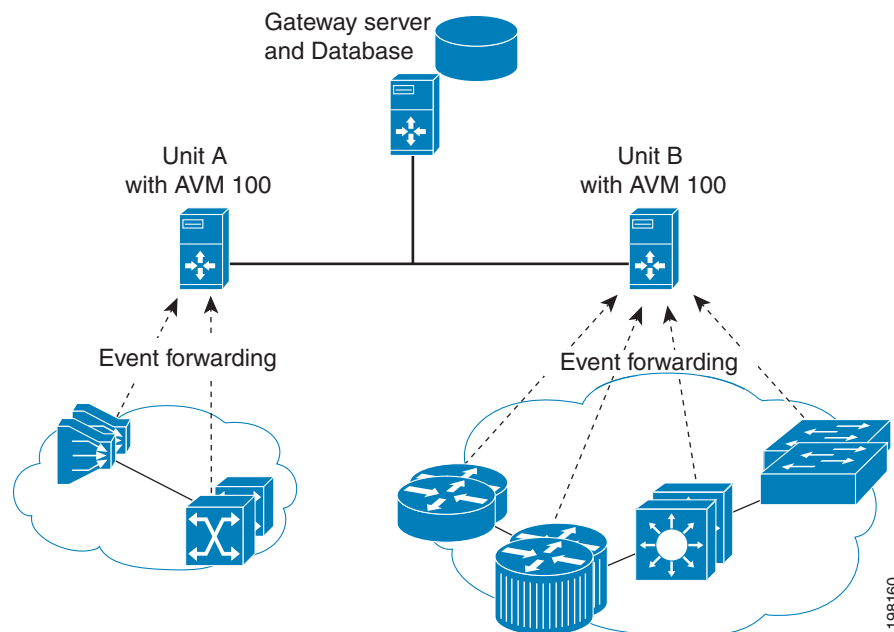 Gateway server
and Database
Unit A
with AVM 100
Unit B
with AVM 100
Event forwarding
Event forwarding
198160